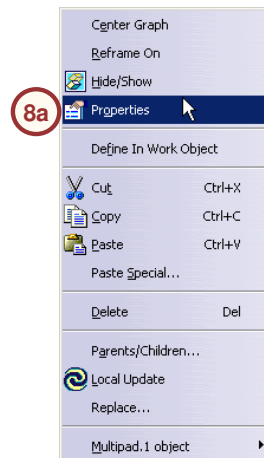 Center Graph
Reframe On
Hide/Show
8a Properties
Define In Work Object
Cut Ctrl+X
Copy Ctrl+C
Paste Ctrl+V
Paste Special...
Delete Del
Parents/Children...
Local Update
Replace...
Multipad.1 object